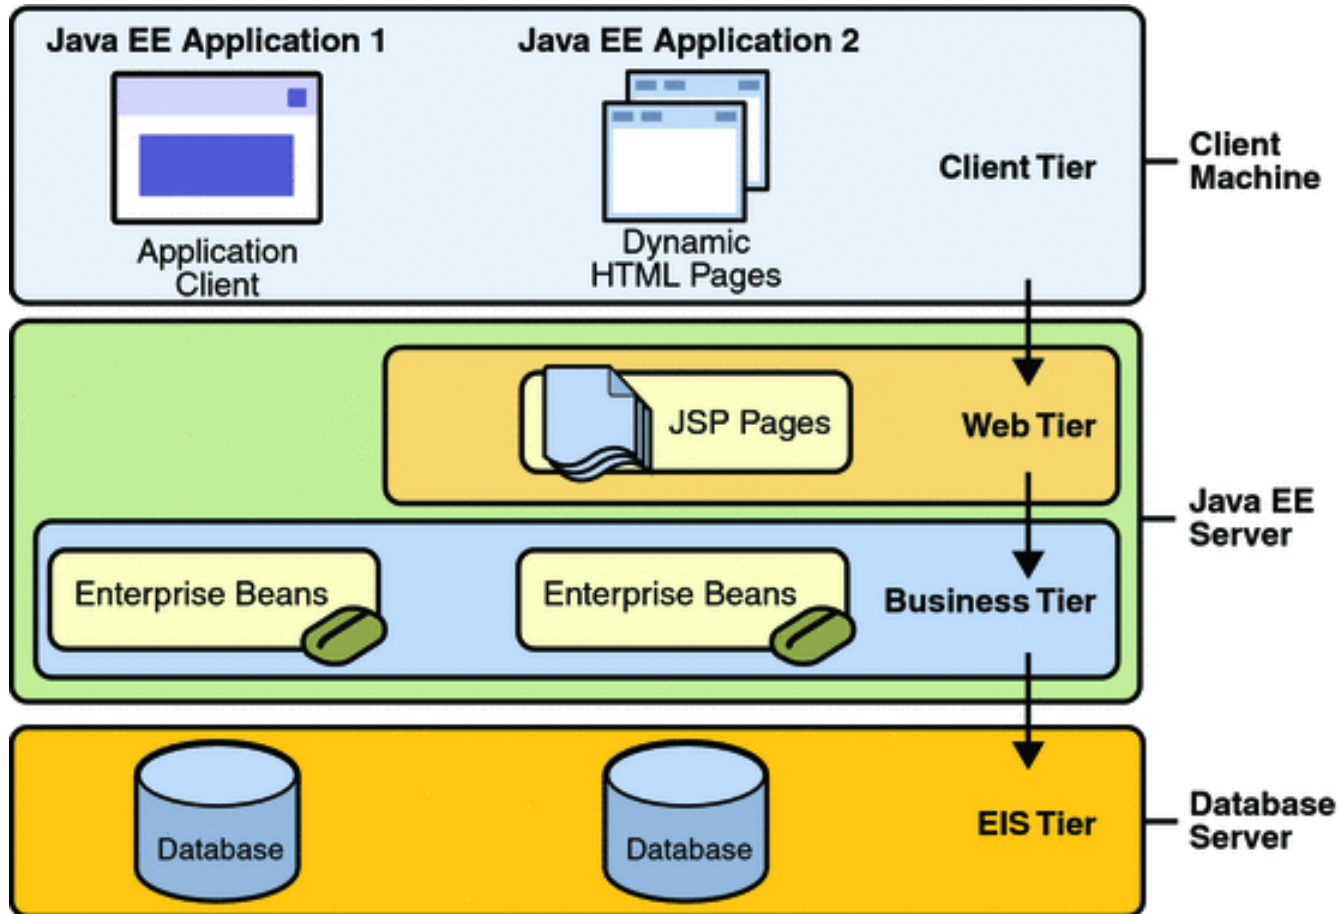 Java EE Application 1
Java EE Application 2
Application
Client
Dynamic
HTML Pages
Client Tier
Client
Machine
JSP Pages
Web Tier
Java EE
Server
Enterprise Beans
Enterprise Beans
Business Tier
Database
Database
EIS Tier
Database
Server